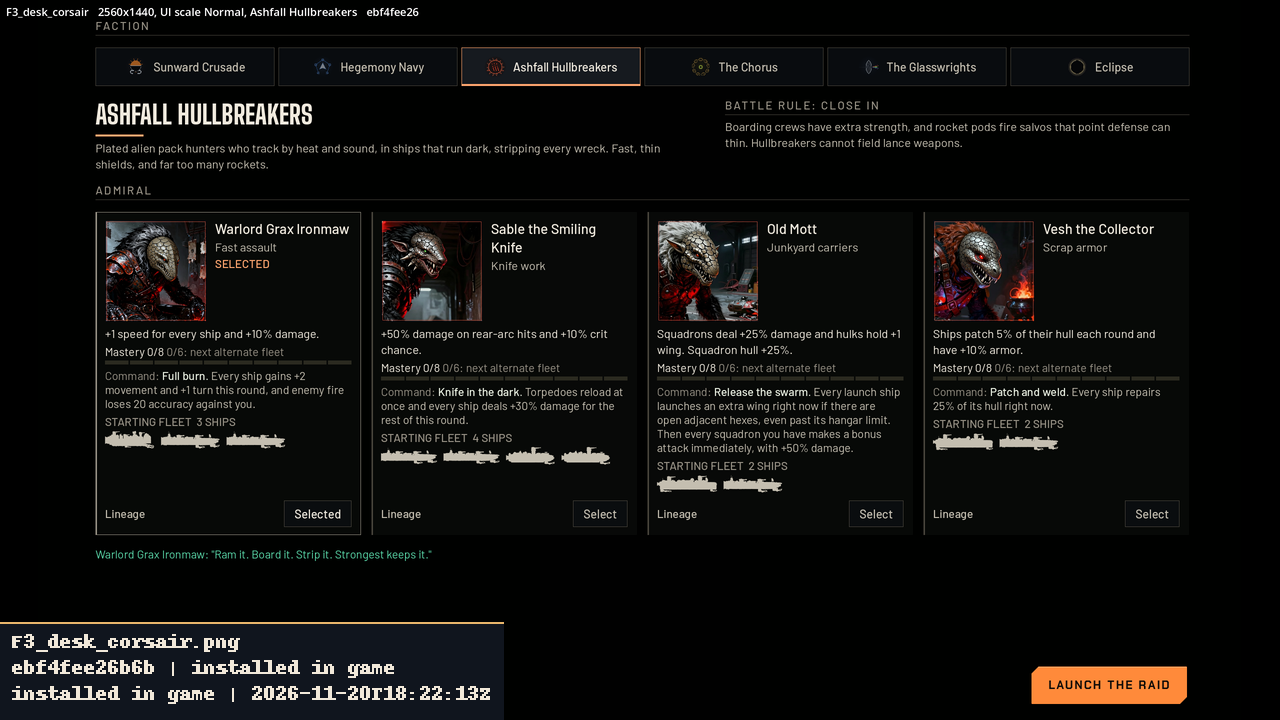 F3_desk_corsair 2560x1440, UI scale Normal, Ashfall Hullbreakers ebf4fee26
FACTION
Sunward Crusade
Hegemony Navy
Ashfall Hullbreakers
The Chorus
The Glasswrights
Eclipse
ASHFALL HULLBREAKERS
Plated alien pack hunters who track by heat and sound, in ships that run dark, stripping every wreck. Fast, thin
shields, and far too many rockets.
BATTLE RULE: CLOSE IN
Boarding crews have extra strength, and rocket pods fire salvos that point defense can
thin. Hullbreakers cannot field lance weapons.
ADMIRAL
Warlord Grax Ironmaw
Fast assault
SELECTED
+1 speed for every ship and +10% damage.
Mastery 0/8 0/6: next alternate fleet
Command: Full burn. Every ship gains +2
movement and +1 turn this round, and enemy fire
loses 20 accuracy against you.
STARTING FLEET 3 SHIPS
Lineage
Selected
Sable the Smiling
Knife
Knife work
+50% damage on rear-arc hits and +10% crit
chance.
Mastery 0/8 0/6: next alternate fleet
Command: Knife in the dark. Torpedoes reload at
once and every ship deals +30% damage for the
rest of this round.
STARTING FLEET 4 SHIPS
Lineage
Select
Old Mott
Junkyard carriers
Squadrons deal +25% damage and hulks hold +1
wing. Squadron hull +25%.
Mastery 0/8 0/6: next alternate fleet
Command: Release the swarm. Every launch ship
launches an extra wing right now if there are
open adjacent hexes, even past its hangar limit.
Then every squadron you have makes a bonus
attack immediately, with +50% damage.
STARTING FLEET 2 SHIPS
Lineage
Select
Vesh the Collector
Scrap armor
Ships patch 5% of their hull each round and
have +10% armor.
Mastery 0/8 0/6: next alternate fleet
Command: Patch and weld. Every ship repairs
25% of its hull right now.
STARTING FLEET 2 SHIPS
Lineage
Select
Warlord Grax Ironmaw: "Ram it. Board it. Strip it. Strongest keeps it."
F3_desk_corsair.png
ebf4fee26b6b | installed in game
installed in game | 2026-11-20T18:22:13Z
LAUNCH THE RAID